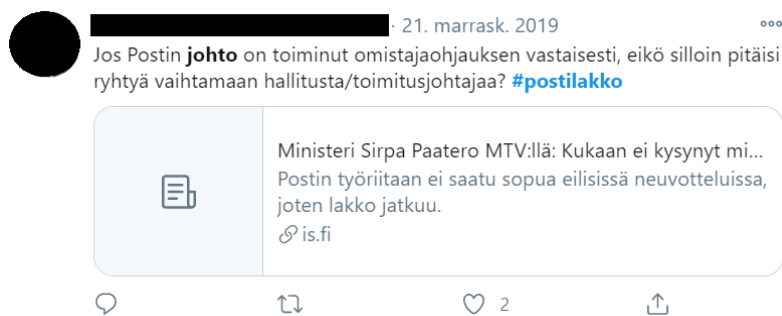 · 21. marrask. 2019
Jos Postin johto on toiminut omistajaohjauksen vastaisesti, eikö silloin pitäisi
ryhtyä vaihtamaan hallitusta/toimitusjohtajaa? #postilakko
Ministeri Sirpa Paatero MTV:llä: Kukaan ei kysynyt mi...
Postin työriitaan ei saatu sopua eilisissä neuvotteluissa,
joten lakko jatkuu.
is.fi
2